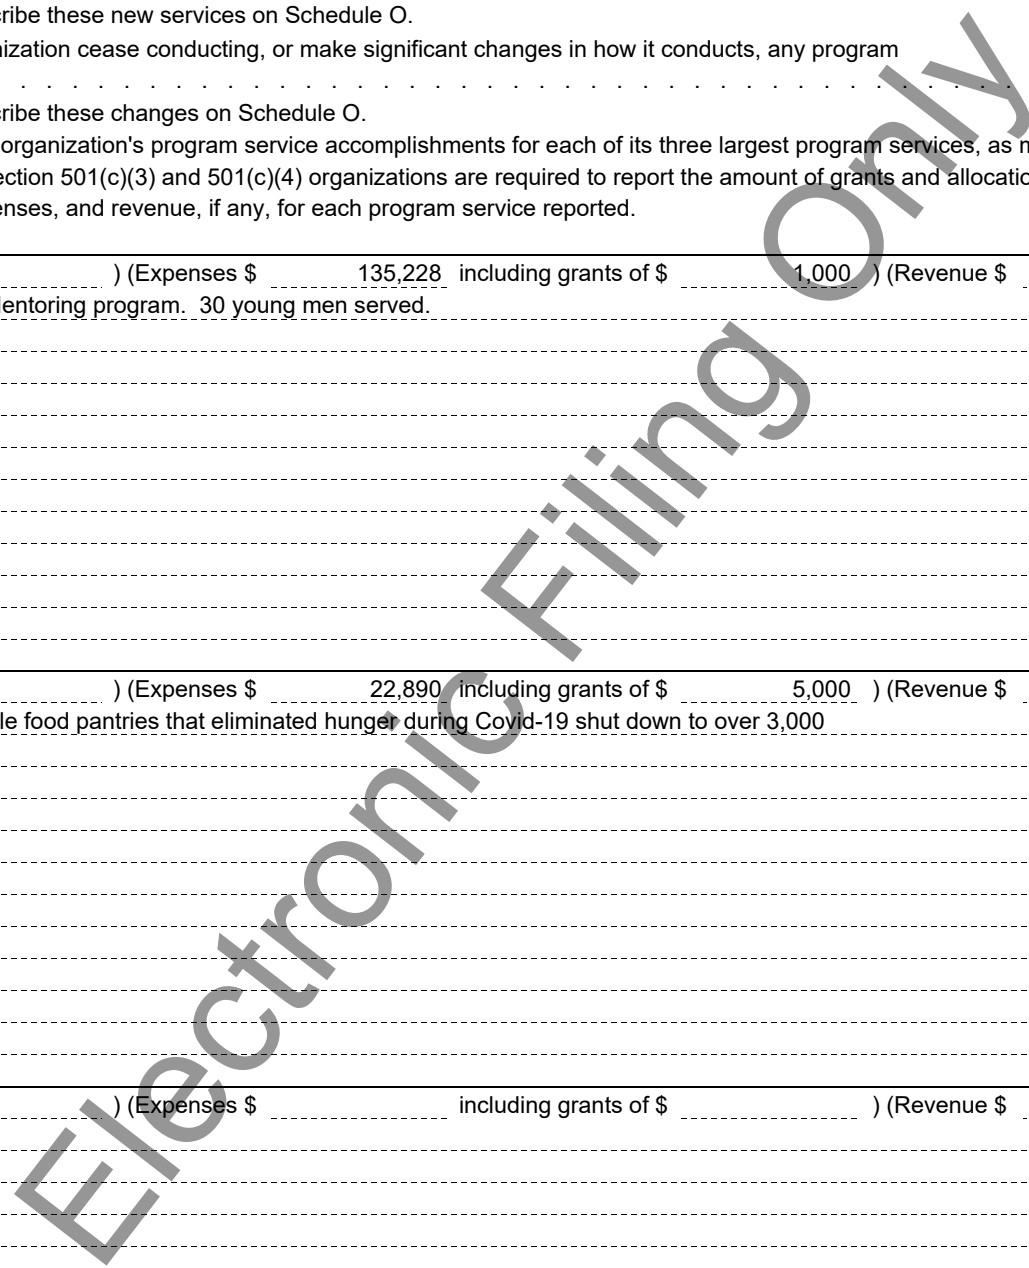 cribe these new services on Schedule O.
nization cease conducting, or make significant changes in how it conducts, any program
. . . . . . . . . . . . . . . . . . . . . . . . . . . . . . . . . . . . . . .
cribe these changes on Schedule O.
organization's program service accomplishments for each of its three largest program services, as m
ection 501(c)(3) and 501(c)(4) organizations are required to report the amount of grants and allocatio
enses, and revenue, if any, for each program service reported.
) (Expenses $ 135,228 including grants of $ 1,000 ) (Revenue $
Mentoring program. 30 young men served.
) (Expenses $ 22,890 including grants of $ 5,000 ) (Revenue $
le food pantries that eliminated hunger during Covid-19 shut down to over 3,000
) (Expenses $ including grants of $ ) (Revenue $
Electronic Filing Only